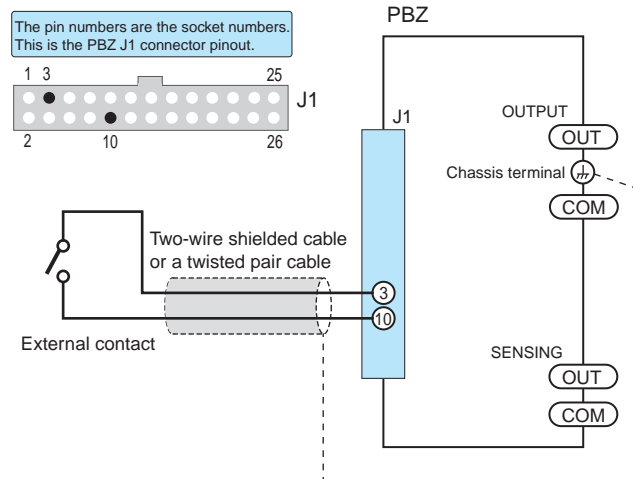 The pin numbers are the socket numbers.
This is the PBZ J1 connector pinout.
PBZ
1 3 25
J1
2 10 26
J1
OUTPUT
OUT
Chassis terminal
COM
Two-wire shielded cable
or a twisted pair cable
3
10
External contact
SENSING
OUT
COM